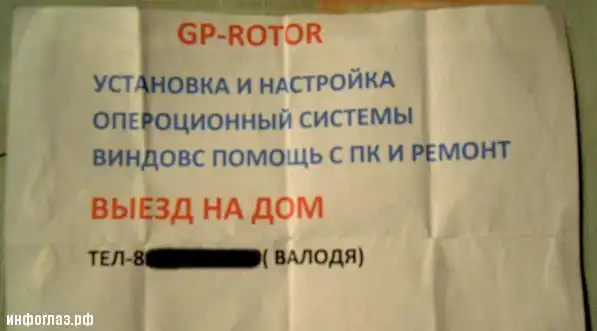 GP-ROTOR
УСТАНОВКА И НАСТРОЙКА
ОПЕРОЦИОННЫЙ СИСТЕМЫ
ВИНДОВС ПОМОЩЬ С ПК И РЕМОНТ
ВЫЕЗД НА ДОМ
ТЕЛ-8 ( ВАЛОДЯ)
инфоглаз.рф